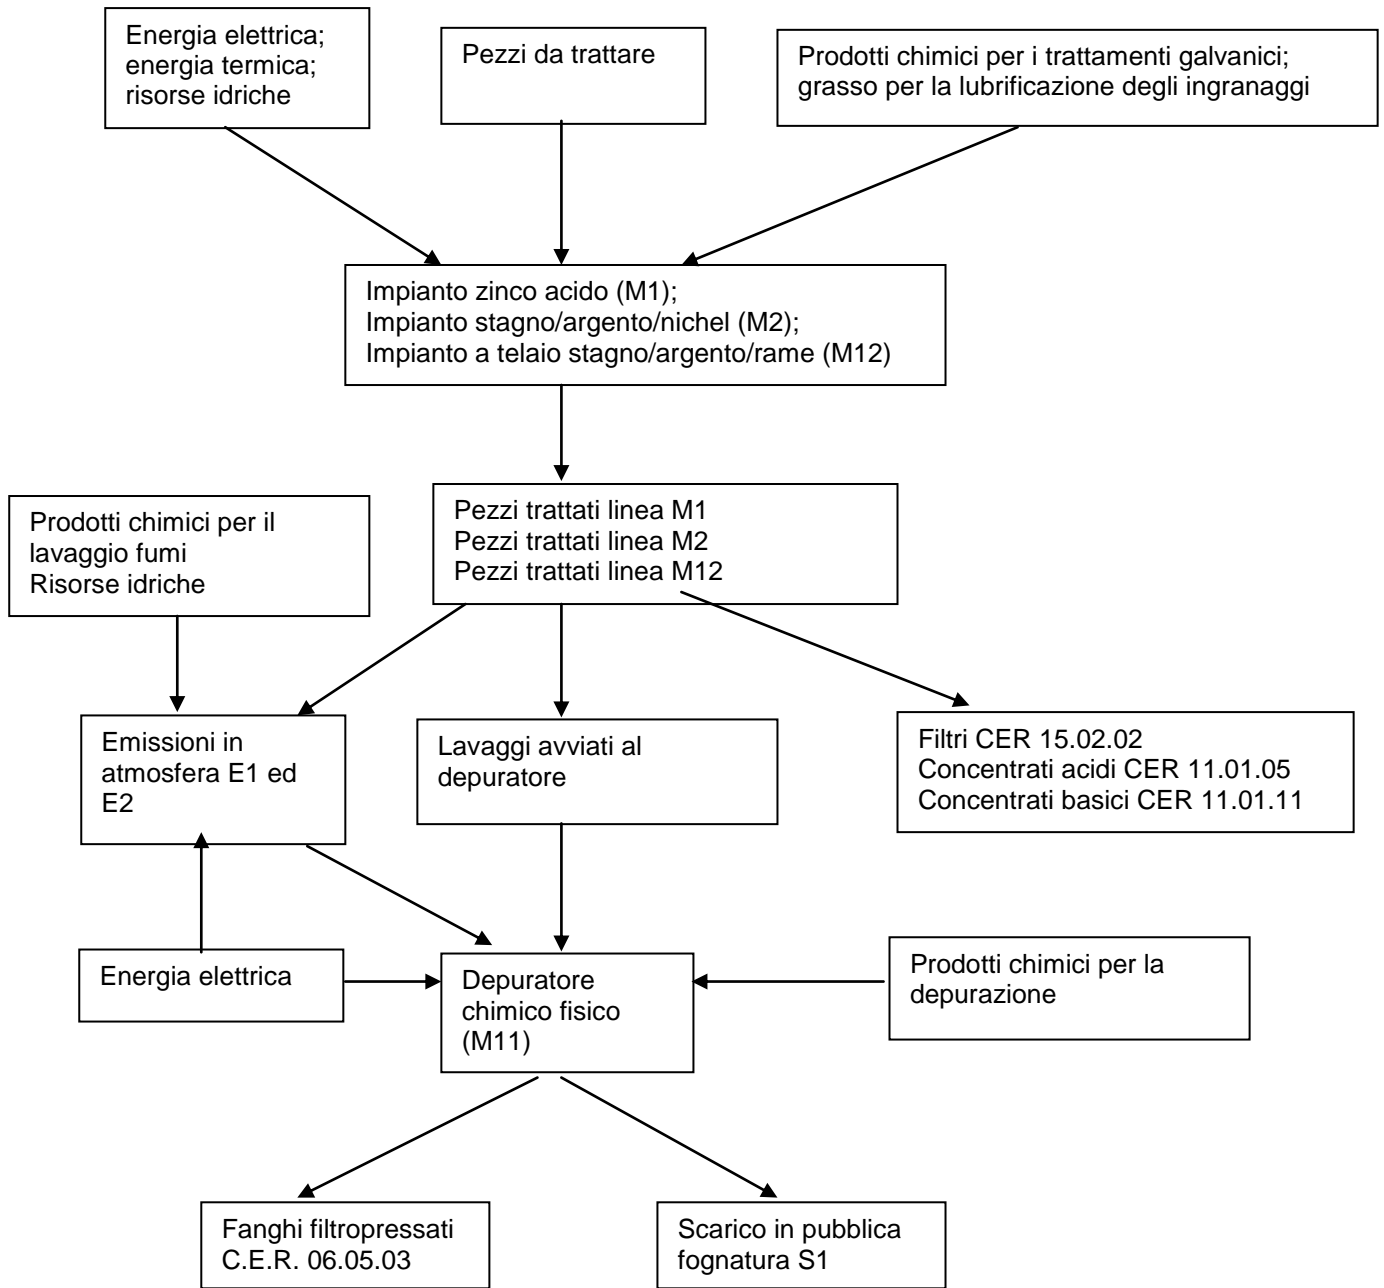 Energia elettrica;
energia termica;
risorse idriche
Pezzi da trattare
Prodotti chimici per i trattamenti galvanici;
grasso per la lubrificazione degli ingranaggi
Impianto zinco acido (M1);
Impianto stagno/argento/nichel (M2);
Impianto a telaio stagno/argento/rame (M12)
Prodotti chimici per il
lavaggio fumi
Risorse idriche
Pezzi trattati linea M1
Pezzi trattati linea M2
Pezzi trattati linea M12
Emissioni in
atmosfera E1 ed
E2
Lavaggi avviati al
depuratore
Filtri CER 15.02.02
Concentrati acidi CER 11.01.05
Concentrati basici CER 11.01.11
Energia elettrica
Depuratore
chimico fisico
(M11)
Prodotti chimici per la
depurazione
Fanghi filtropressati
C.E.R. 06.05.03
Scarico in pubblica
fognatura S1